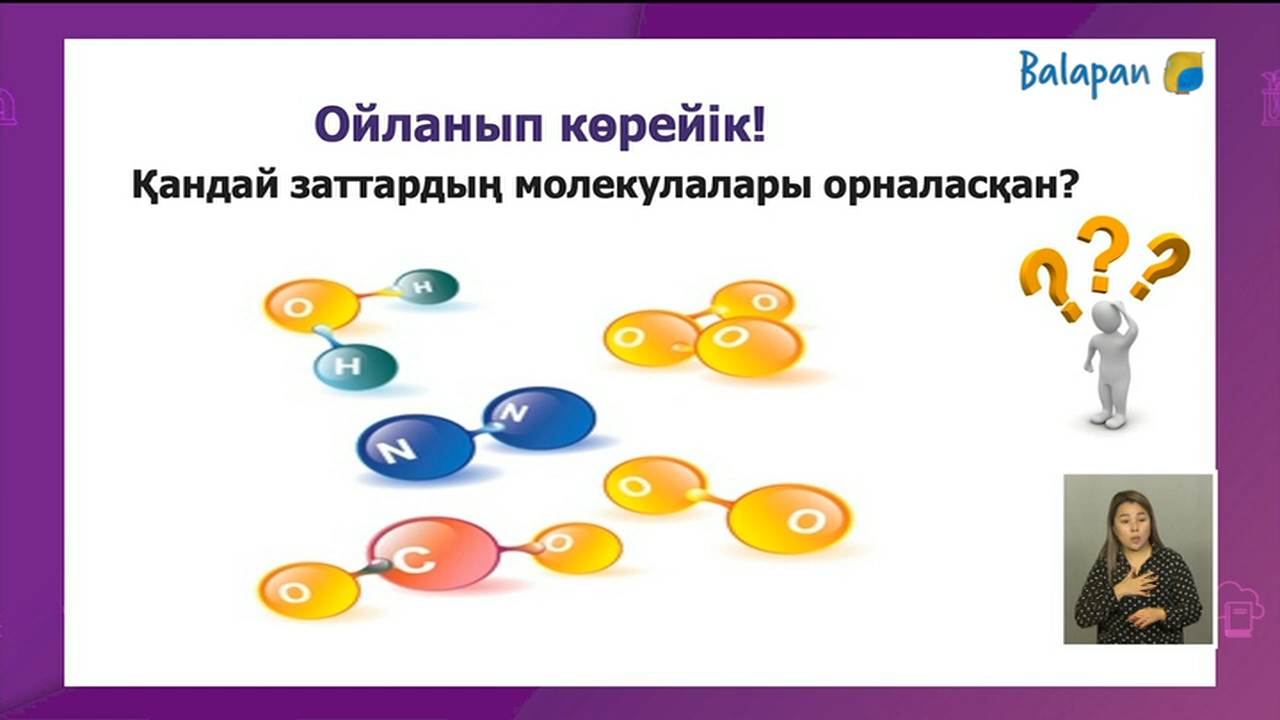 Balapan
Ойланып көрейік!
Қандай заттардың молекулалары орналасқан?
???
O
H
H
O
O
O
N
N
O
O
O
C
O